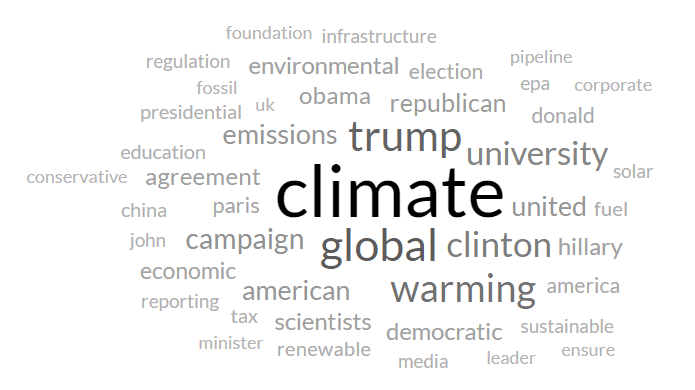 foundation infrastructure
regulation environmental election pipeline
fossil obama epa corporate
presidential uk republican donald
emissions trump university
education
conservative agreement climate solar
china paris united fuel
john campaign global clinton hillary
economic american warming america
reporting
tax scientists democratic sustainable
minister renewable media leader ensure